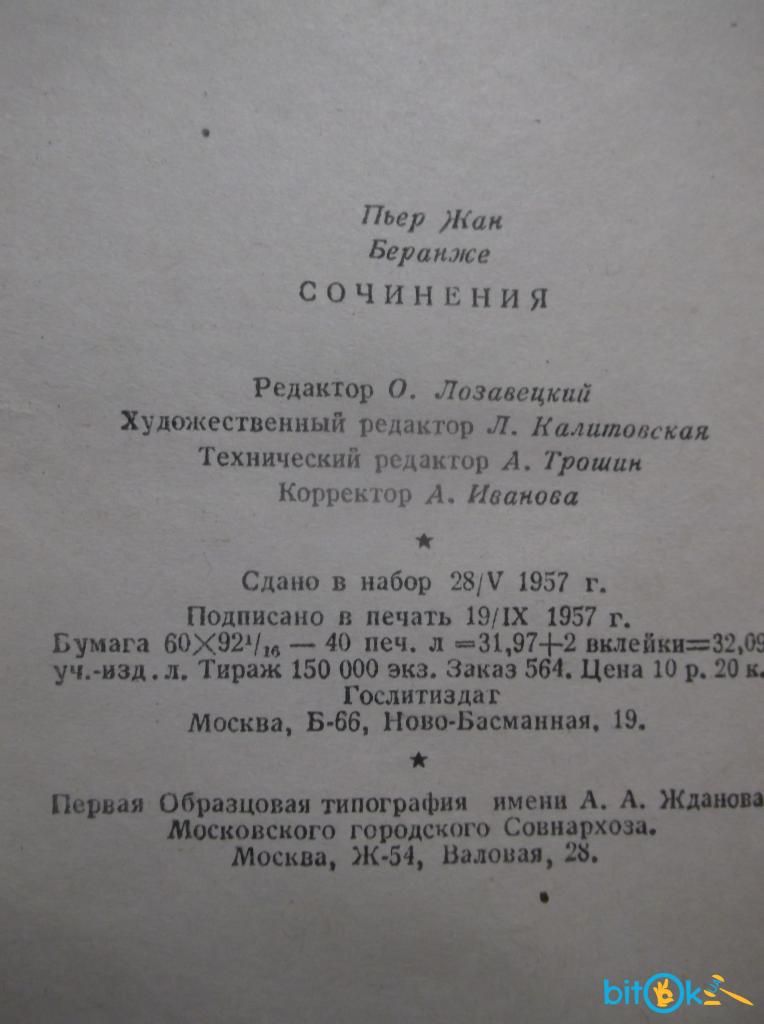 Пьер Жан
Беранже
СОЧИНЕНИЯ
Редактор О. Лозавецкий
Художественный редактор Л. Калитовская
Технический редактор А. Трошин
Корректор А. Иванова
★
Сдано в набор 28/V 1957 г.
Подписано в печать 19/IX 1957 г.
Бумага 60×92¹/₁₆ — 40 печ. л =31,97+2 вклейки=32,09
уч.-изд. л. Тираж 150 000 экз. Заказ 564. Цена 10 р. 20 к.
Гослитиздат
Москва, Б-66, Ново-Басманная, 19.
★
Первая Образцовая типография имени А. А. Жданова
Московского городского Совнархоза.
Москва, Ж-54, Валовая, 28.
bitOk